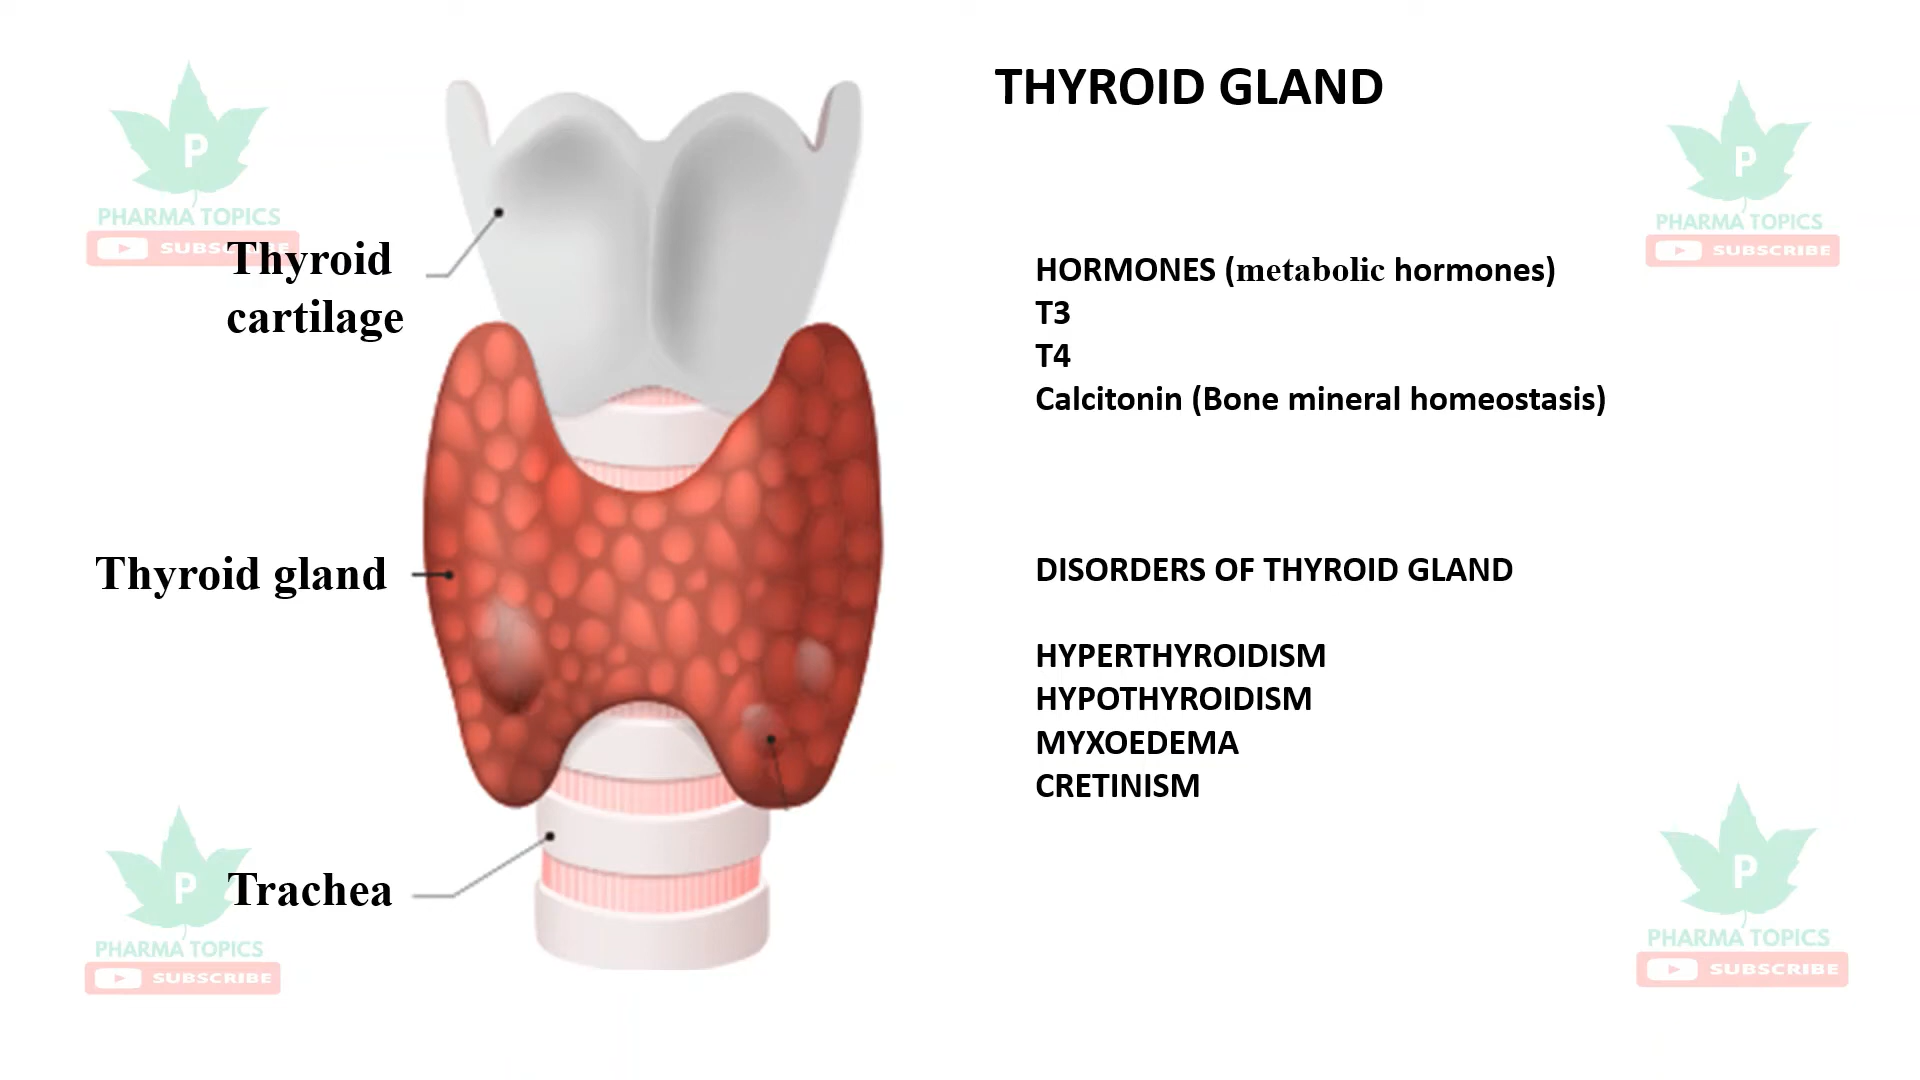 THYROID GLAND
P
PHARMA TOPICS
SUBSCRIBE
P
PHARMA TOPICS
SUBSCRIBE
Thyroid
cartilage
Thyroid gland
Trachea
HORMONES (metabolic hormones)
T3
T4
Calcitonin (Bone mineral homeostasis)
DISORDERS OF THYROID GLAND
HYPERTHYROIDISM
HYPOTHYROIDISM
MYXOEDEMA
CRETINISM
P
PHARMA TOPICS
SUBSCRIBE
P
PHARMA TOPICS
SUBSCRIBE